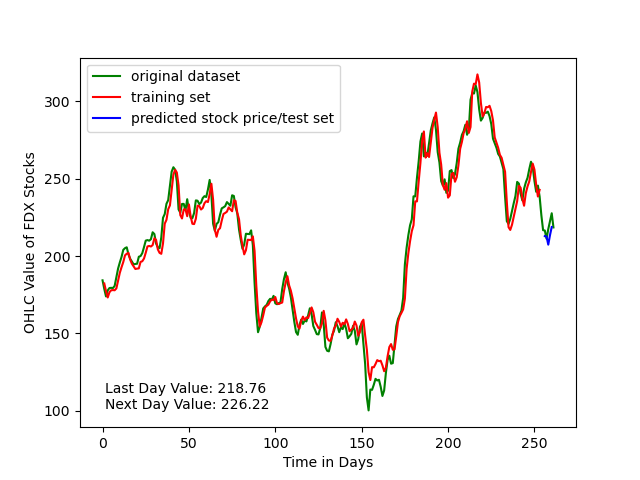 original dataset
training set
predicted stock price/test set
OHLC Value of FDX Stocks
300
250
200
150
100
Last Day Value: 218.76
Next Day Value: 226.22
0 50 100 150 200 250
Time in Days